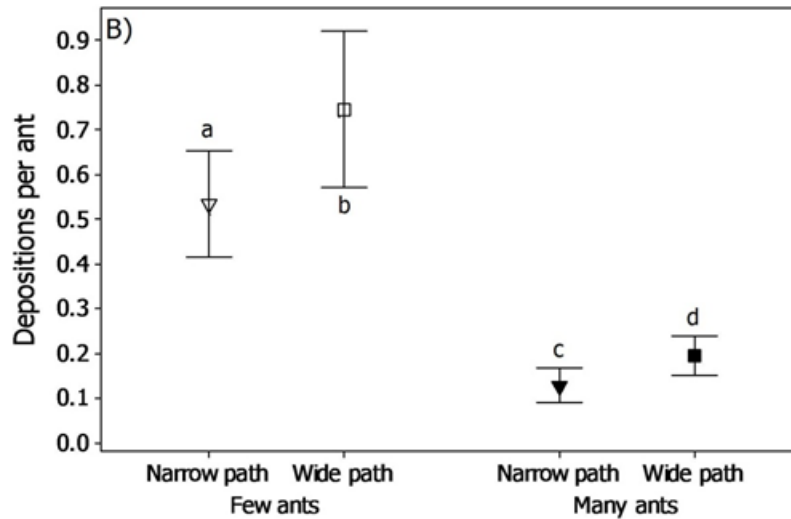 B)
Depositions per ant
0.9
0.8
0.7
0.6
0.5
0.4
0.3
0.2
0.1
0.0
a
b
c
d
Narrow path Wide path Narrow path Wide path
Few ants Many ants